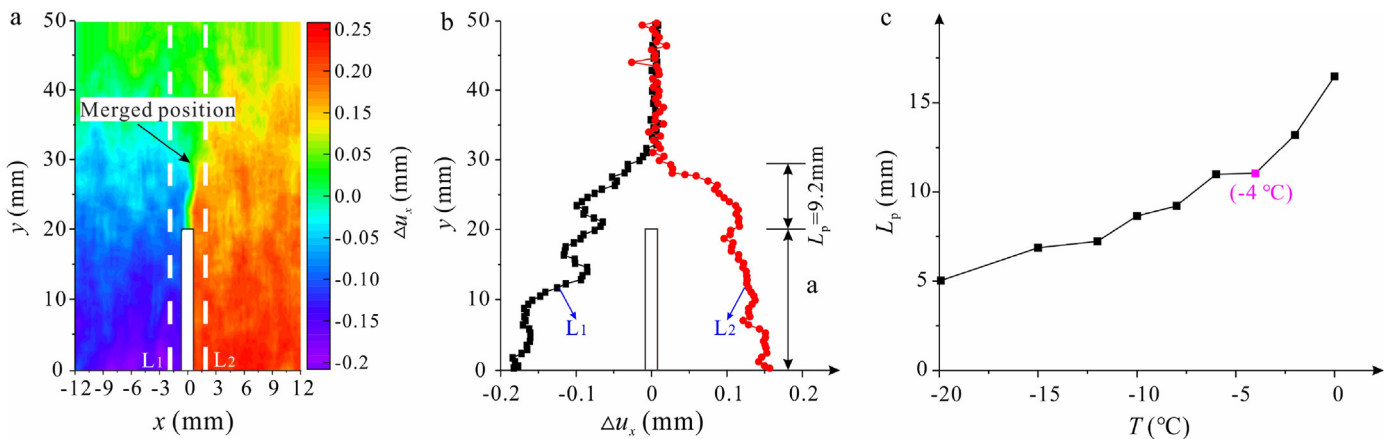 a
50
40
30
20
10
0
y (mm)
Merged position
L1
L2
-12
-9
-6
-3
0
3
6
9
12
x (mm)
0.25
0.20
0.15
0.10
0.05
0.0
-0.05
-0.10
-0.15
-0.2
△uₓ (mm)
b
50
40
30
20
10
0
y (mm)
L1
L2
Lp=9.2mm
a
-0.2
-0.1
0
0.1
0.2
△uₓ (mm)
c
15
10
5
0
Lp (mm)
(-4 °C)
-20
-15
-10
-5
0
T (°C)